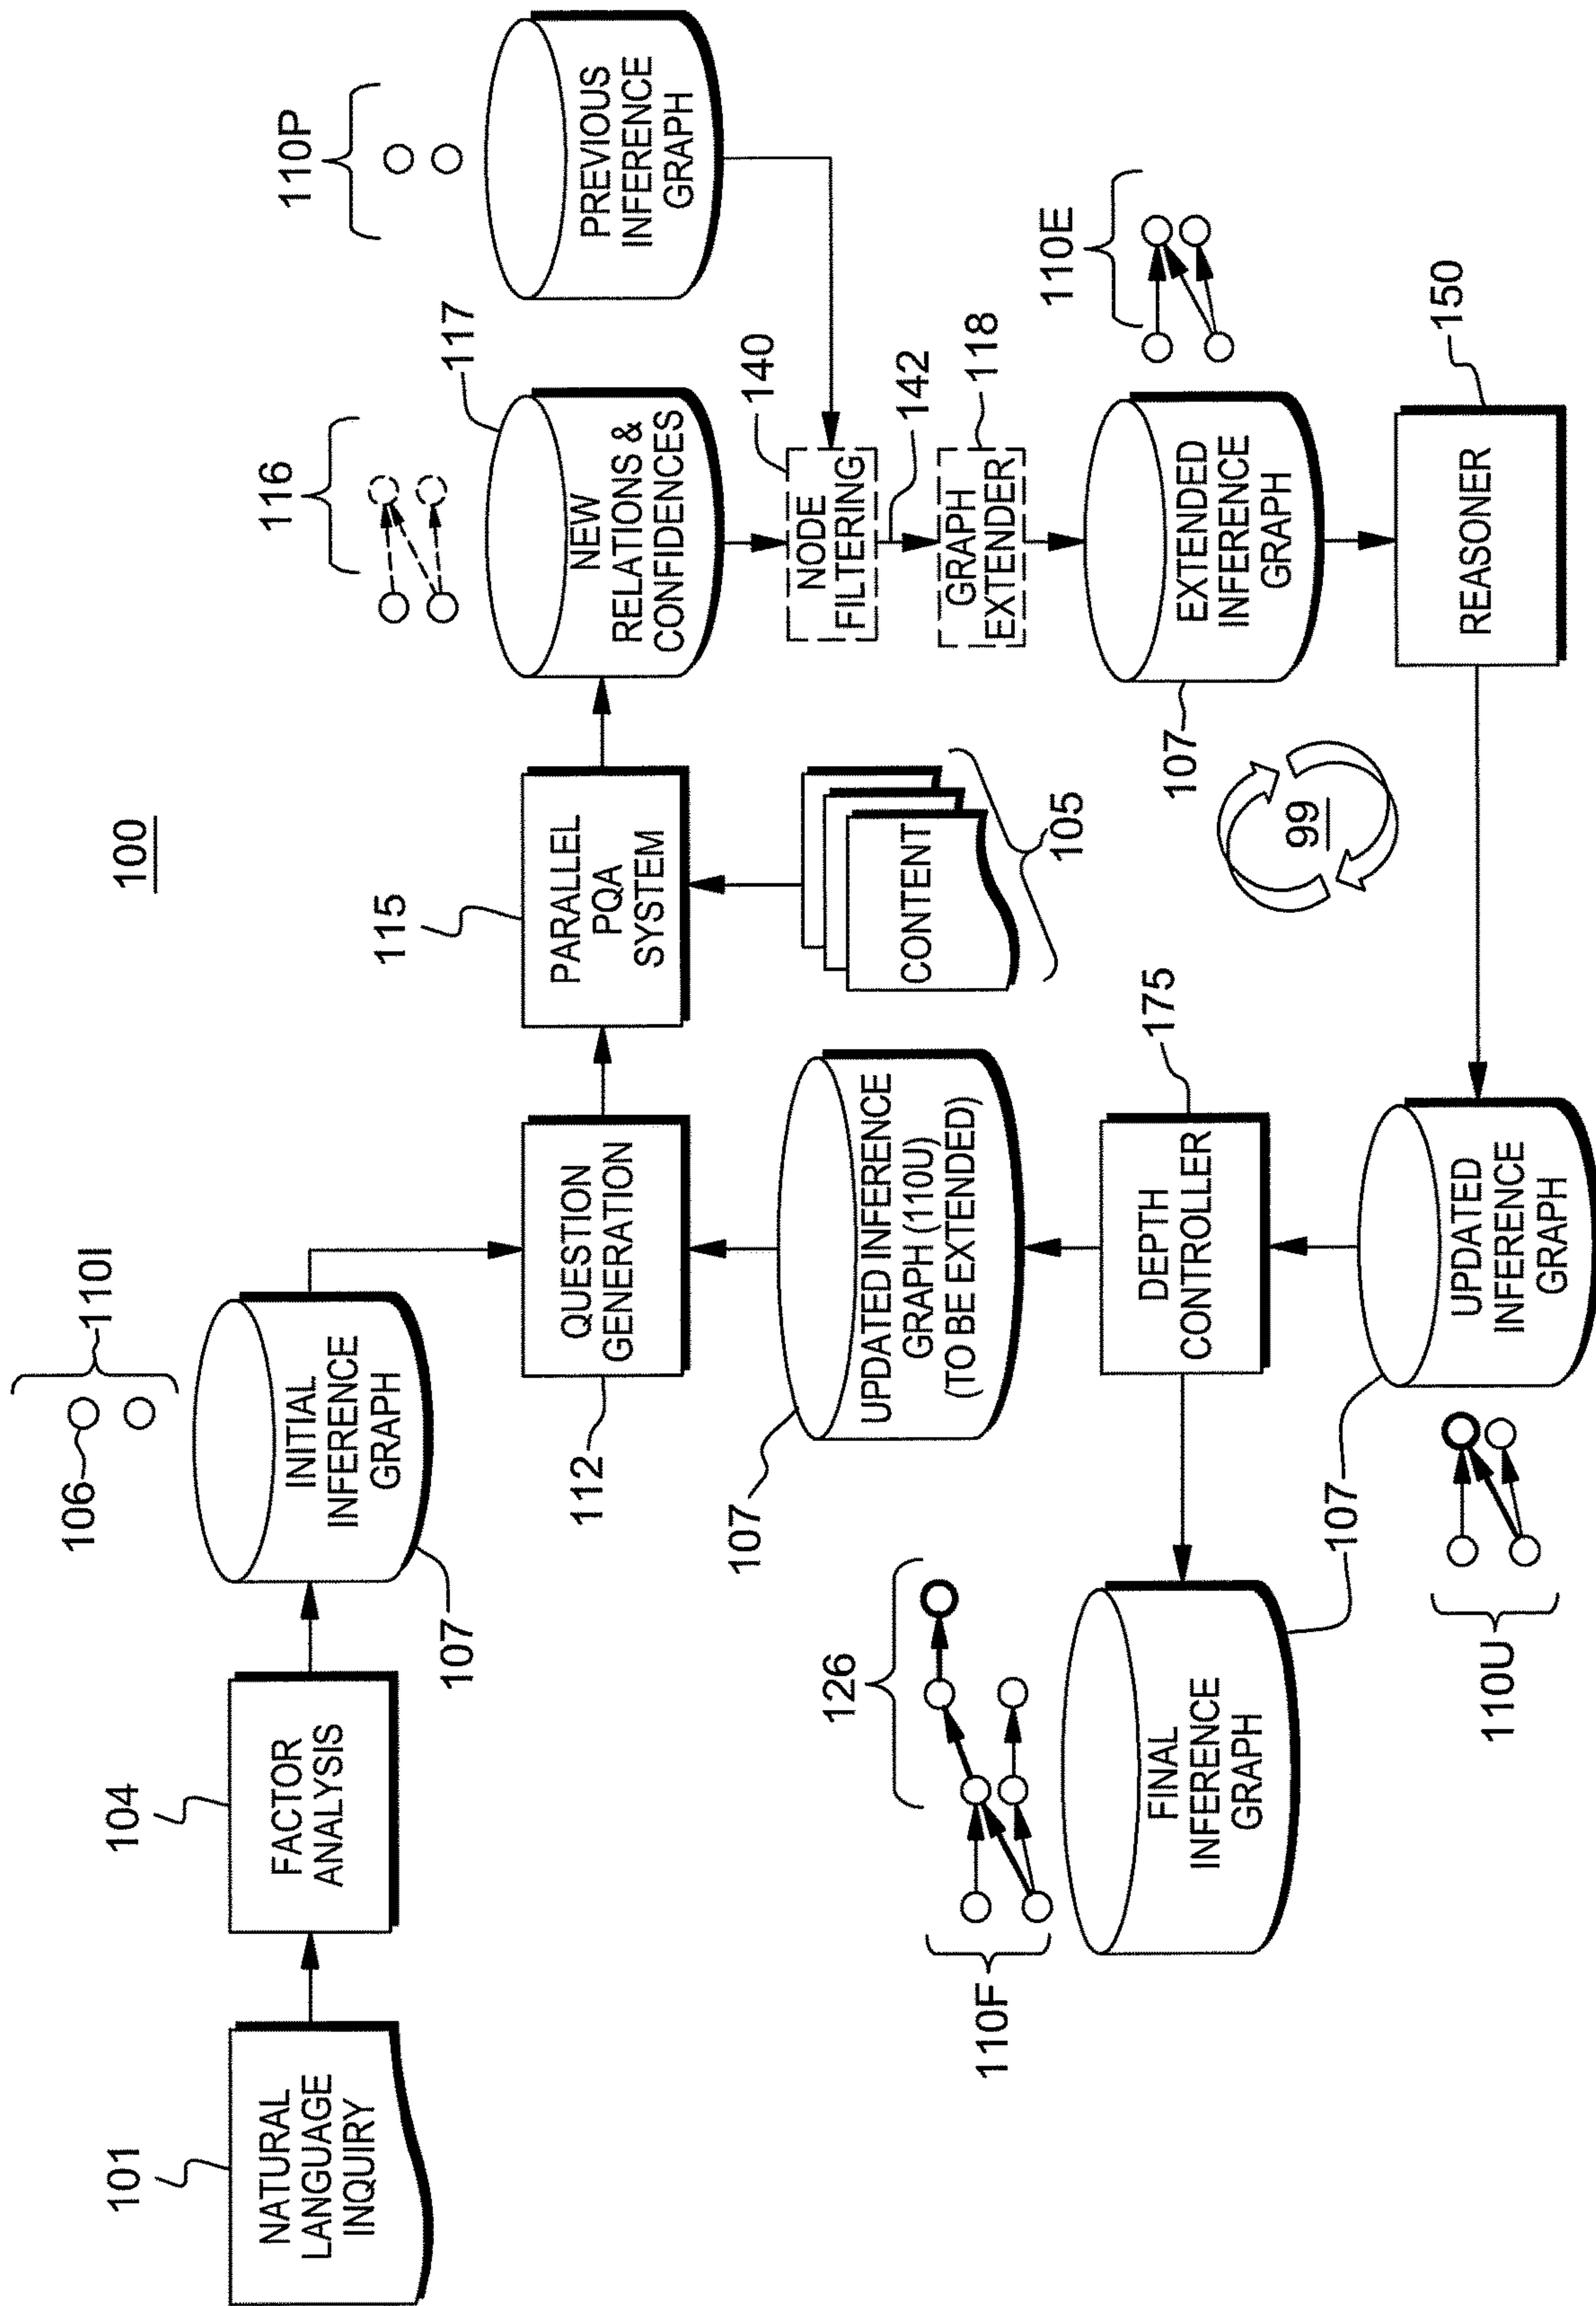 100
101
NATURAL
LANGUAGE
INQUIRY
104
FACTOR
ANALYSIS
106
110I
INITIAL
INFERENCE
GRAPH
107
112
QUESTION
GENERATION
115
PARALLEL
PQA
SYSTEM
CONTENT
105
116
117
NEW
RELATIONS &
CONFIDENCES
110P
PREVIOUS
INFERENCE
GRAPH
140
NODE
FILTERING
142
118
GRAPH
EXTENDER
110E
EXTENDED
INFERENCE
GRAPH
107
99
150
REASONER
UPDATED INFERENCE
GRAPH (110U)
(TO BE EXTENDED)
107
175
DEPTH
CONTROLLER
UPDATED
INFERENCE
GRAPH
107
110U
126
110F
FINAL
INFERENCE
GRAPH